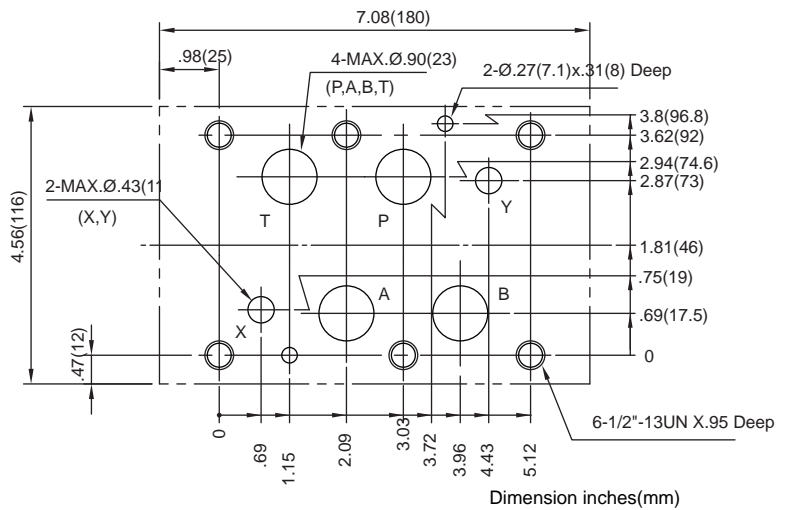 7.08(180)
.98(25)
4-MAX.Ø.90(23)
(P,A,B,T)
2-Ø.27(7.1)x.31(8) Deep
3.8(96.8)
3.62(92)
2.94(74.6)
2.87(73)
2-MAX.Ø.43(11
(X,Y)
T
P
Y
4.56(116)
1.81(46)
.75(19)
A
B
.69(17.5)
X
.47(12)
0
6-1/2"-13UN X.95 Deep
0
.69
1.15
2.09
3.03
3.72
3.96
4.43
5.12
Dimension inches(mm)